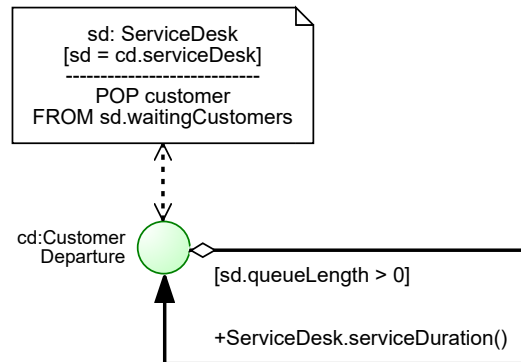 sd: ServiceDesk
[sd = cd.serviceDesk]
----------------------------
POP customer
FROM sd.waitingCustomers
cd:Customer
Departure
[sd.queueLength > 0]
+ServiceDesk.serviceDuration()